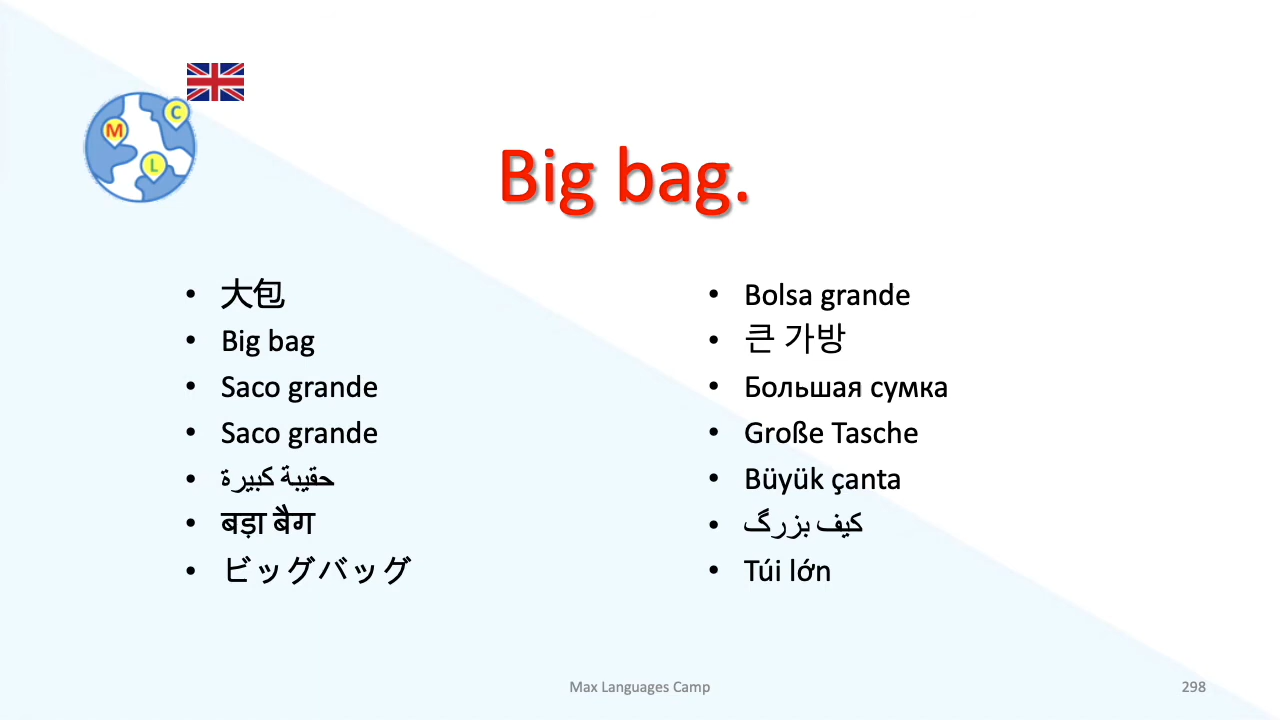 C
M
L
Big bag.
大包
Big bag
Saco grande
Saco grande
حقيبة كبيرة
बड़ा बैग
ビッグバッグ
Bolsa grande
큰 가방
Большая сумка
Große Tasche
Büyük çanta
کیف بزرگ
Túi lớn
Max Languages Camp
298